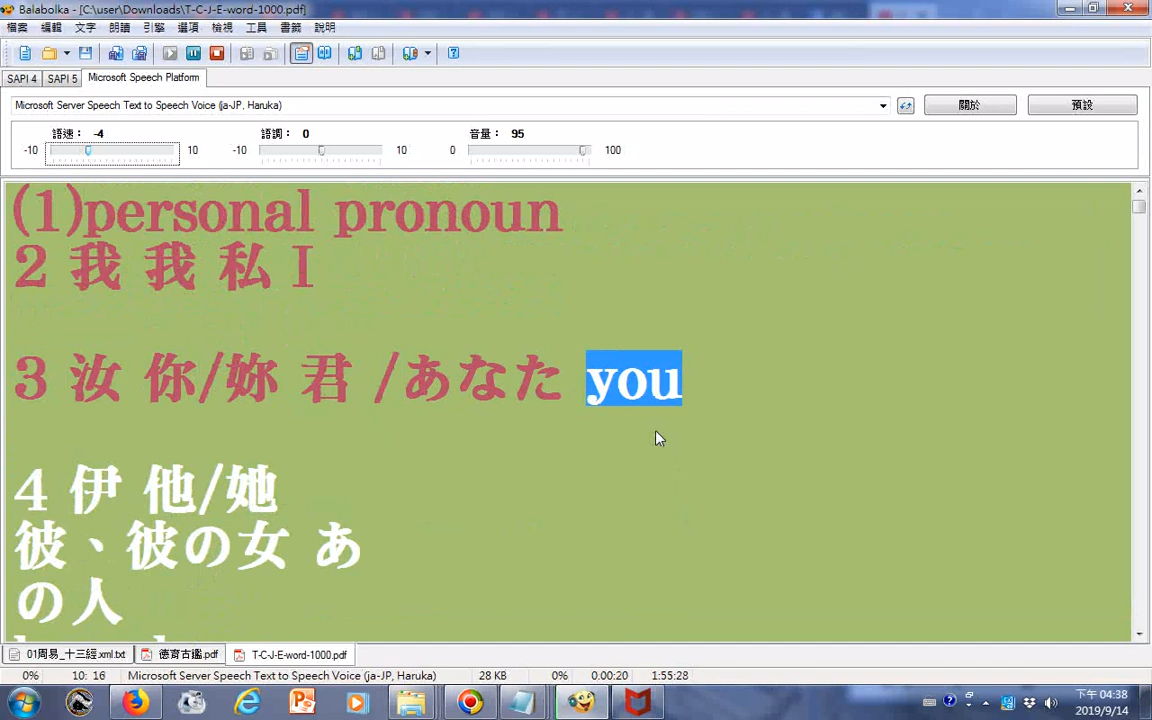 Balabolka - [C:\user\Downloads\T-C-J-E-word-1000.pdf]
檔案 編輯 文字 朗讀 引擎 選項 檢視 工具 書籤 說明
SAPI 4 SAPI 5 Microsoft Speech Platform
Microsoft Server Speech Text to Speech Voice (ja-JP, Haruka) 關於 預設
語速： -4 語調： 0 音量： 95
-10 10 -10 10 0 100
(1)personal pronoun
2 我 我 私 I
3 汝 你/妳 君 /あなた you
4 伊 他/她
彼、彼の女 あ
の人
01周易_十三經.xml.txt 德育古鑑.pdf T-C-J-E-word-1000.pdf
0% 10: 16 Microsoft Server Speech Text to Speech Voice (ja-JP, Haruka) 28 KB 0% 0:00:20 1:55:28
下午 04:38
2019/9/14